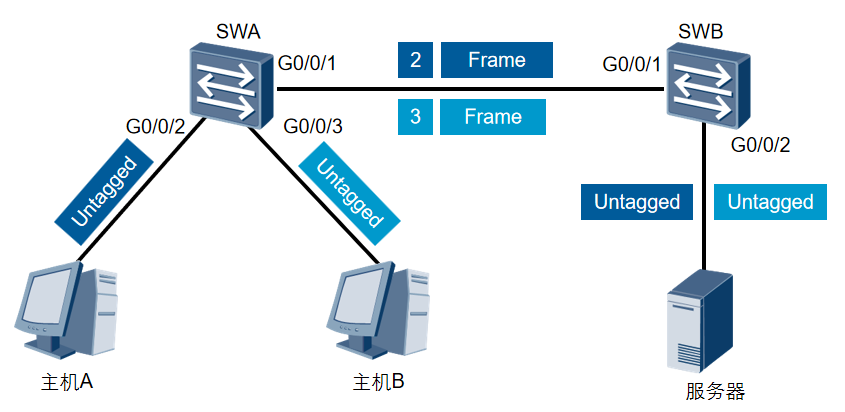 SWA
SWB
G0/0/1
2 Frame
G0/0/1
3 Frame
G0/0/2
G0/0/3
G0/0/2
Untagged
Untagged
Untagged
Untagged
主机A
主机B
服务器